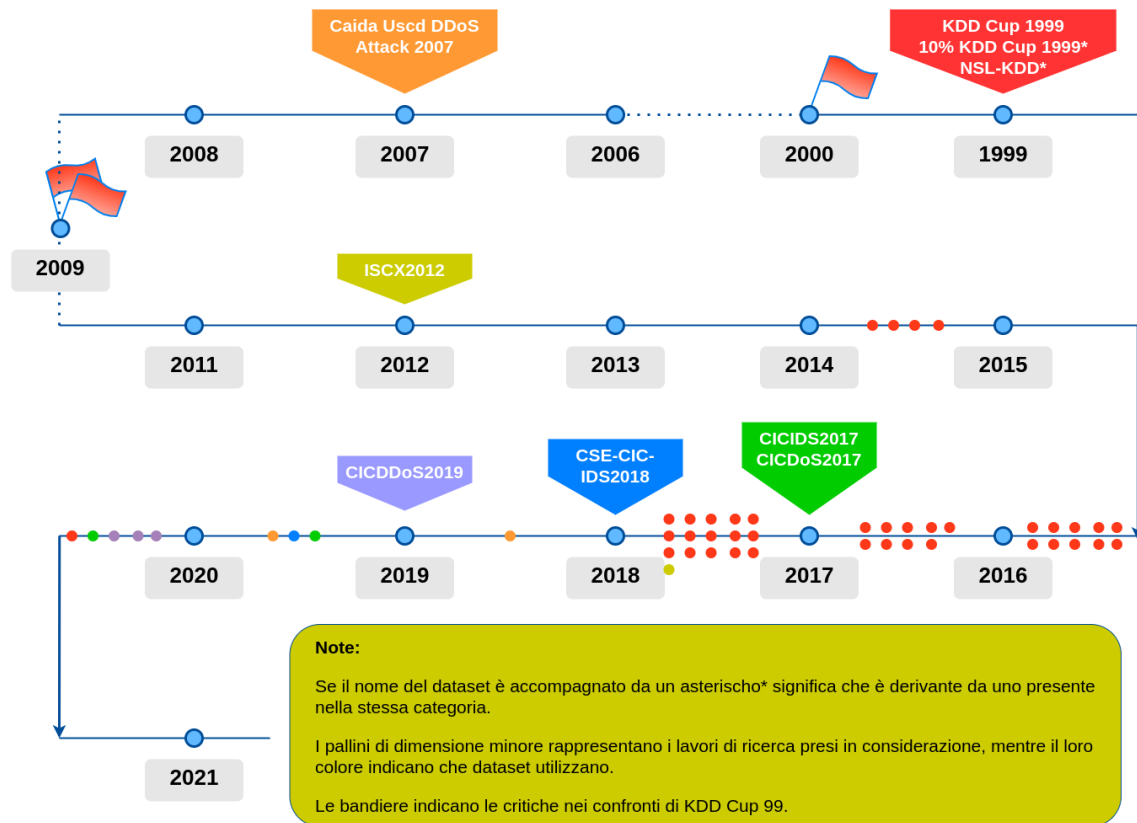 Caida Uscd DDoS
Attack 2007
KDD Cup 1999
10% KDD Cup 1999*
NSL-KDD*
2008
2007
2006
2000
1999
2009
ISCX2012
2011
2012
2013
2014
2015
CICDDoS2019
CSE-CIC-
IDS2018
CICIDS2017
CICDoS2017
2020
2019
2018
2017
2016
2021
Note:
Se il nome del dataset è accompagnato da un asterischo* significa che è derivante da uno presente
nella stessa categoria.
I pallini di dimensione minore rappresentano i lavori di ricerca presi in considerazione, mentre il loro
colore indicano che dataset utilizzano.
Le bandiere indicano le critiche nei confronti di KDD Cup 99.